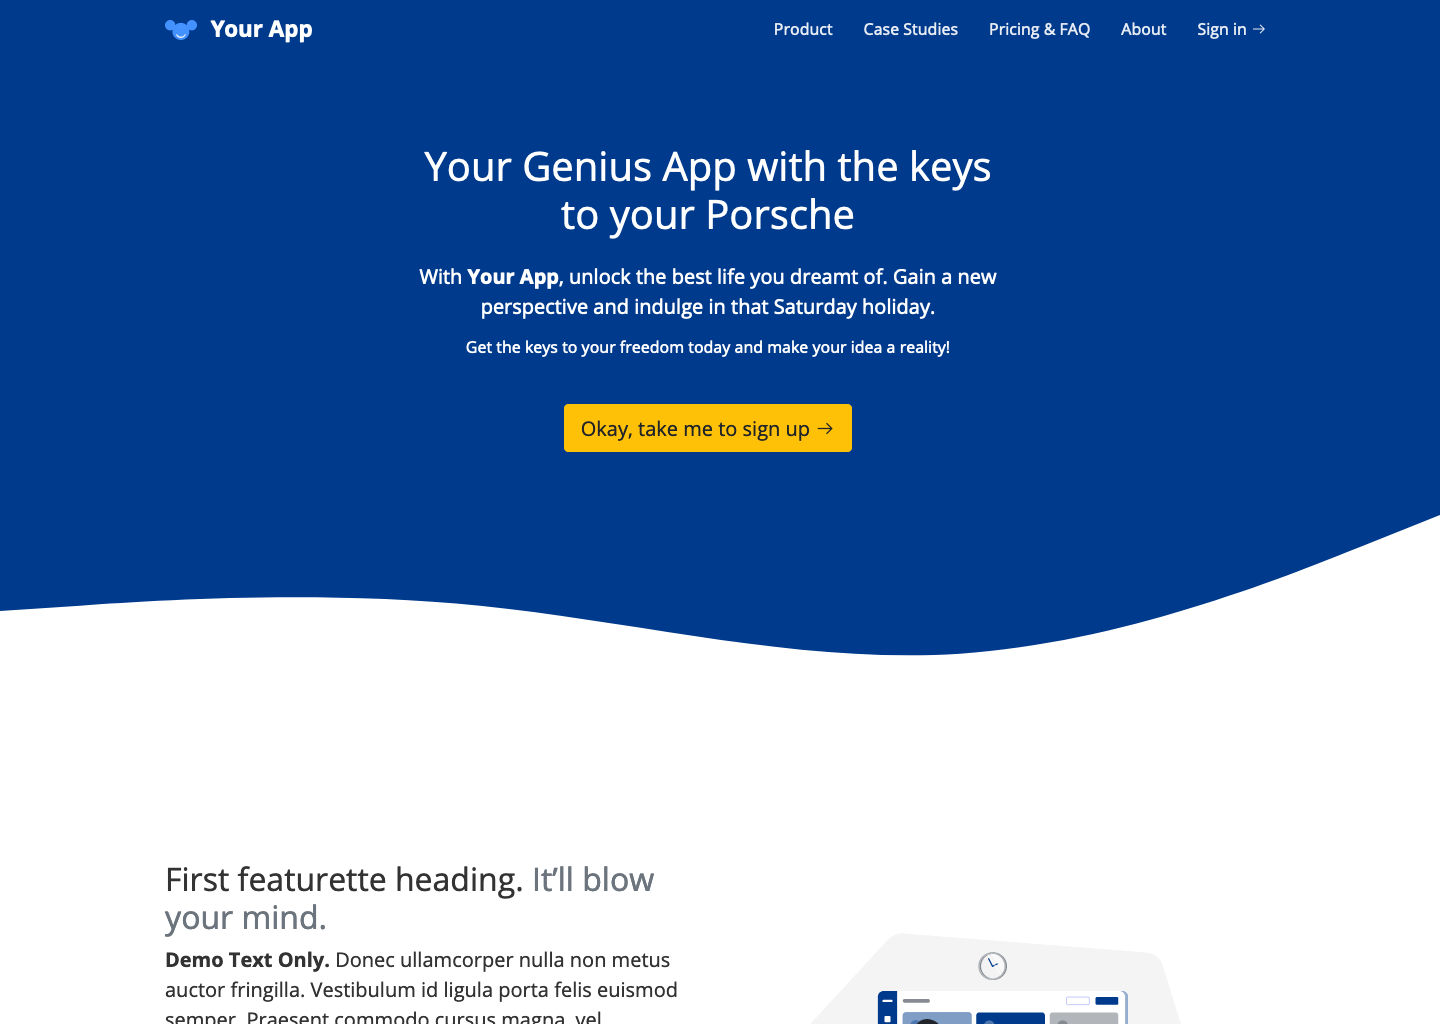 Your App
Product
Case Studies
Pricing & FAQ
About
Sign in →
Your Genius App with the keys
to your Porsche
With Your App, unlock the best life you dreamt of. Gain a new
perspective and indulge in that Saturday holiday.
Get the keys to your freedom today and make your idea a reality!
Okay, take me to sign up →
First featurette heading. It’ll blow
your mind.
Demo Text Only. Donec ullamcorper nulla non metus
auctor fringilla. Vestibulum id ligula porta felis euismod
semper. Praesent commodo cursus magna, vel